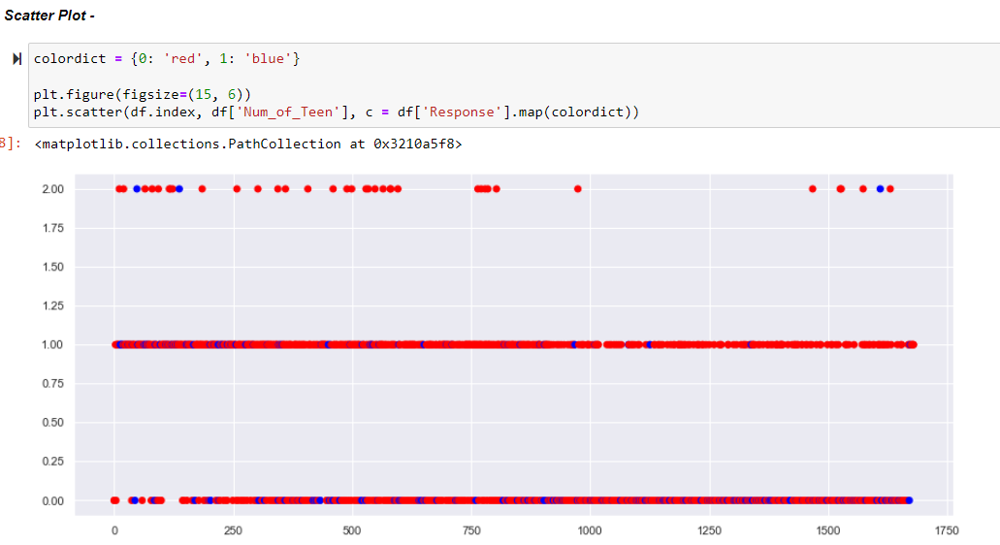 Scatter Plot -
colordict = {0: 'red', 1: 'blue'}
plt.figure(figsize=(15, 6))
plt.scatter(df.index, df['Num_of_Teen'], c = df['Response'].map(colordict))
8]: <matplotlib.collections.PathCollection at 0x3210a5f8>
2.00
1.75
1.50
1.25
1.00
0.75
0.50
0.25
0.00
0 250 500 750 1000 1250 1500 1750